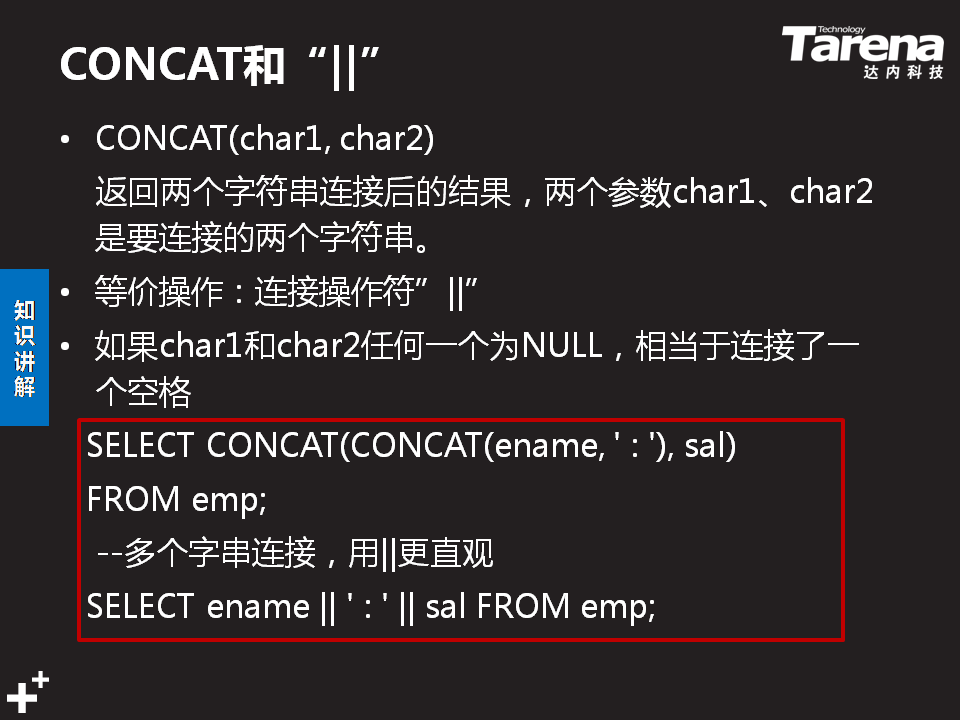 CONCAT和“||”
Technology
Tarena
达内科技
• CONCAT(char1, char2)
返回两个字符串连接后的结果，两个参数char1、char2
是要连接的两个字符串。
• 等价操作：连接操作符”||”
• 如果char1和char2任何一个为NULL，相当于连接了一
个空格
知识讲解
SELECT CONCAT(CONCAT(ename, ' : '), sal)
FROM emp;
--多个字串连接，用||更直观
SELECT ename || ' : ' || sal FROM emp;